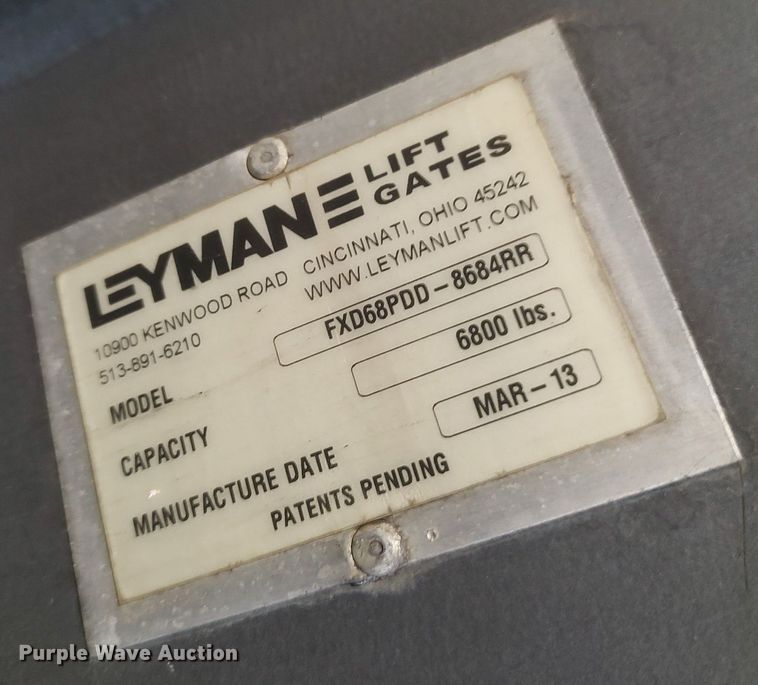 LEYMAN LIFT GATES
10900 KENWOOD ROAD CINCINNATI, OHIO 45242
513-891-6210 WWW.LEYMANLIFT.COM
MODEL FXD68PDD-8684RR
CAPACITY 6800 lbs.
MANUFACTURE DATE MAR-13
PATENTS PENDING
Purple Wave Auction